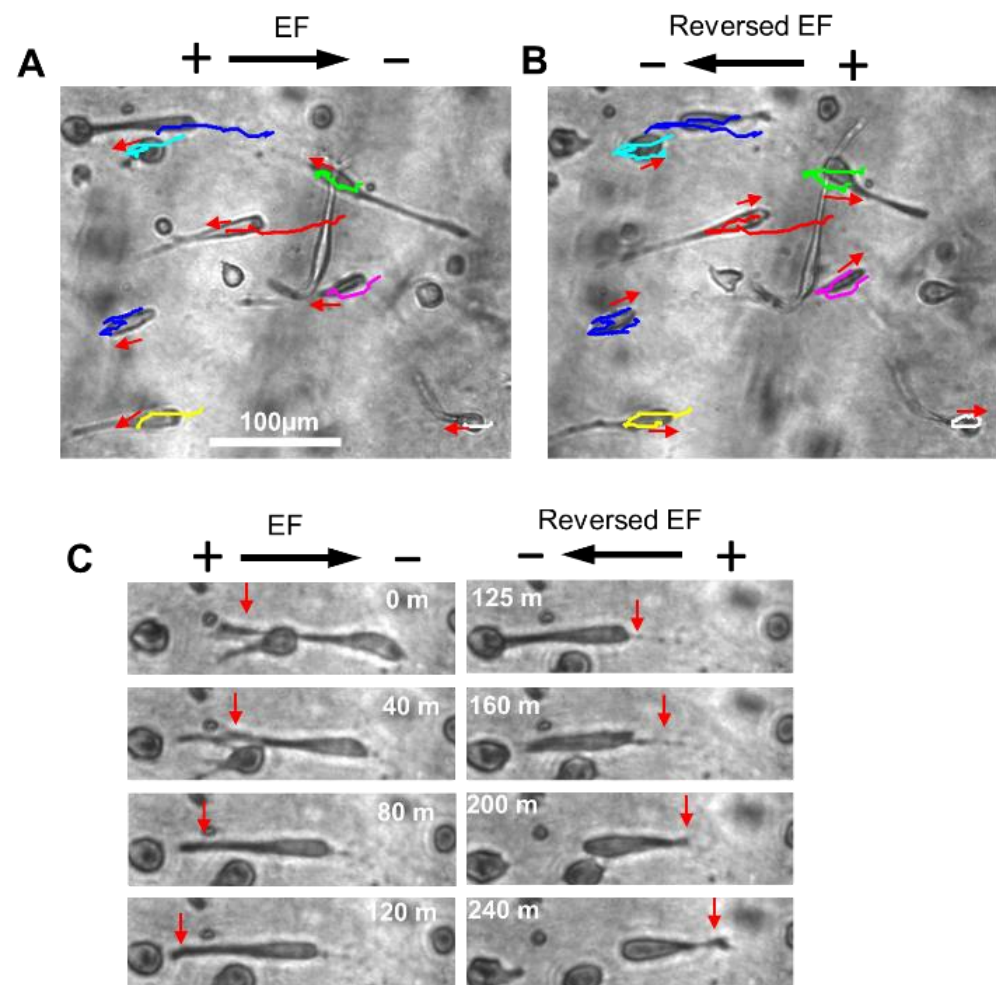 A
EF
+ −
B
Reversed EF
− +
100µm
C
EF
+ −
Reversed EF
− +
0 m
125 m
40 m
160 m
80 m
200 m
120 m
240 m